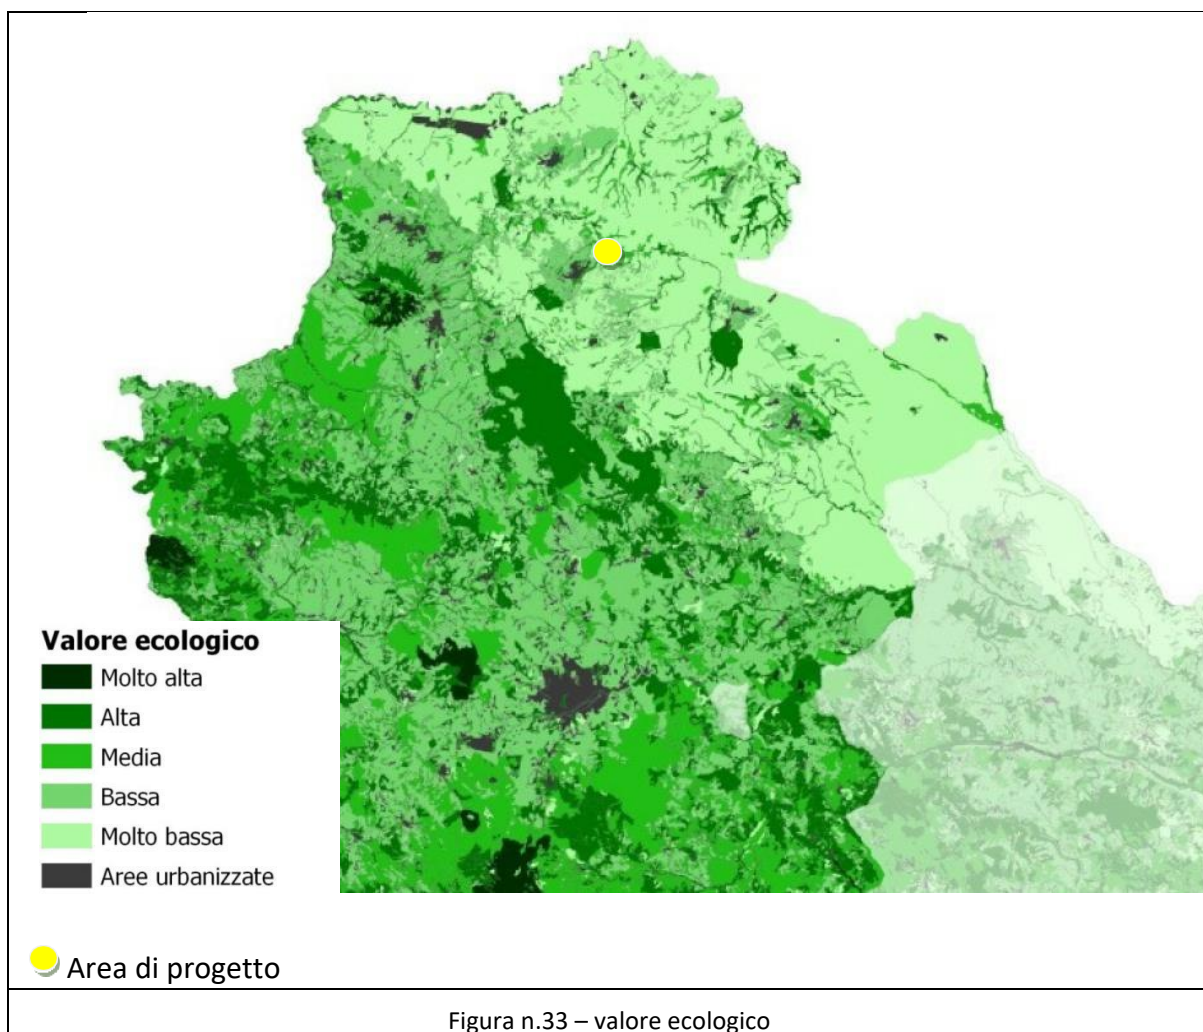 Valore ecologico
Molto alta
Alta
Media
Bassa
Molto bassa
Aree urbanizzate
Area di progetto
Figura n.33 – valore ecologico